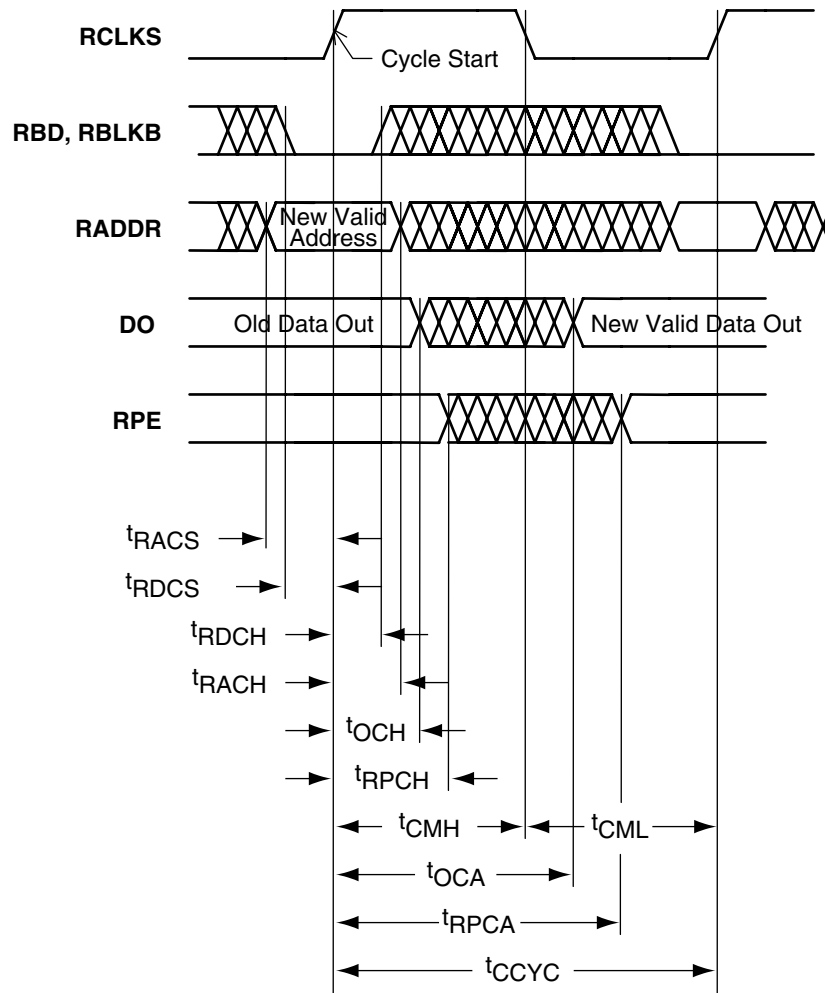 RCLKS
Cycle Start
RBD, RBLKB
RADDR
New Valid
Address
DO
Old Data Out
New Valid Data Out
RPE
tRACS
tRDCS
tRDCH
tRACH
tOCH
tRPCH
tCMH
tCML
tOCA
tRPCA
tCCYC